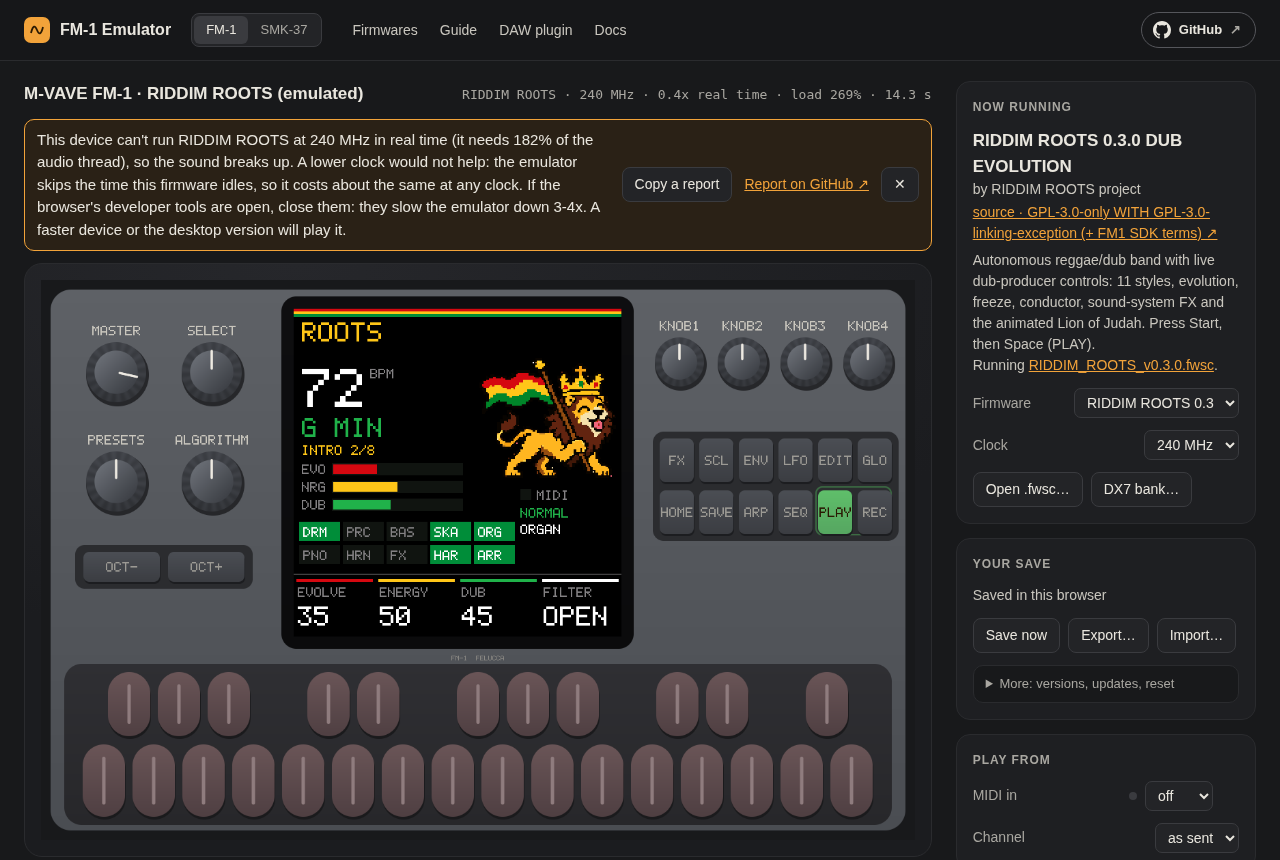 FM-1 Emulator
FM-1 SMK-37
Firmwares Guide DAW plugin Docs
GitHub ↗
M-VAVE FM-1 · RIDDIM ROOTS (emulated)
RIDDIM ROOTS · 240 MHz · 0.4x real time · load 269% · 14.3 s
This device can't run RIDDIM ROOTS at 240 MHz in real time (it needs 182% of the
audio thread), so the sound breaks up. A lower clock would not help: the emulator
skips the time this firmware idles, so it costs about the same at any clock. If the
browser's developer tools are open, close them: they slow the emulator down 3-4x. A
faster device or the desktop version will play it.
Copy a report
Report on GitHub ↗
✕
MASTER SELECT
PRESETS ALGORITHM
OCT- OCT+
ROOTS
72 BPM
G MIN
INTRO 2/8
EVO
NRG
DUB
MIDI
NORMAL
ORGAN
DRM PRC BAS SKA ORG
PNO HRN FX HAR ARR
EVOLVE ENERGY DUB FILTER
35 50 45 OPEN
FM-1 FELUCCA
KNOB1 KNOB2 KNOB3 KNOB4
FX SCL ENV LFO EDIT GLO
HOME SAVE ARP SEQ PLAY REC
NOW RUNNING
RIDDIM ROOTS 0.3.0 DUB
EVOLUTION
by RIDDIM ROOTS project
source · GPL-3.0-only WITH GPL-3.0-
linking-exception (+ FM1 SDK terms) ↗
Autonomous reggae/dub band with live
dub-producer controls: 11 styles, evolution,
freeze, conductor, sound-system FX and
the animated Lion of Judah. Press Start,
then Space (PLAY).
Running RIDDIM_ROOTS_v0.3.0.fwsc.
Firmware RIDDIM ROOTS 0.3
Clock 240 MHz
Open .fwsc… DX7 bank…
YOUR SAVE
Saved in this browser
Save now Export… Import…
▶ More: versions, updates, reset
PLAY FROM
MIDI in off
Channel as sent